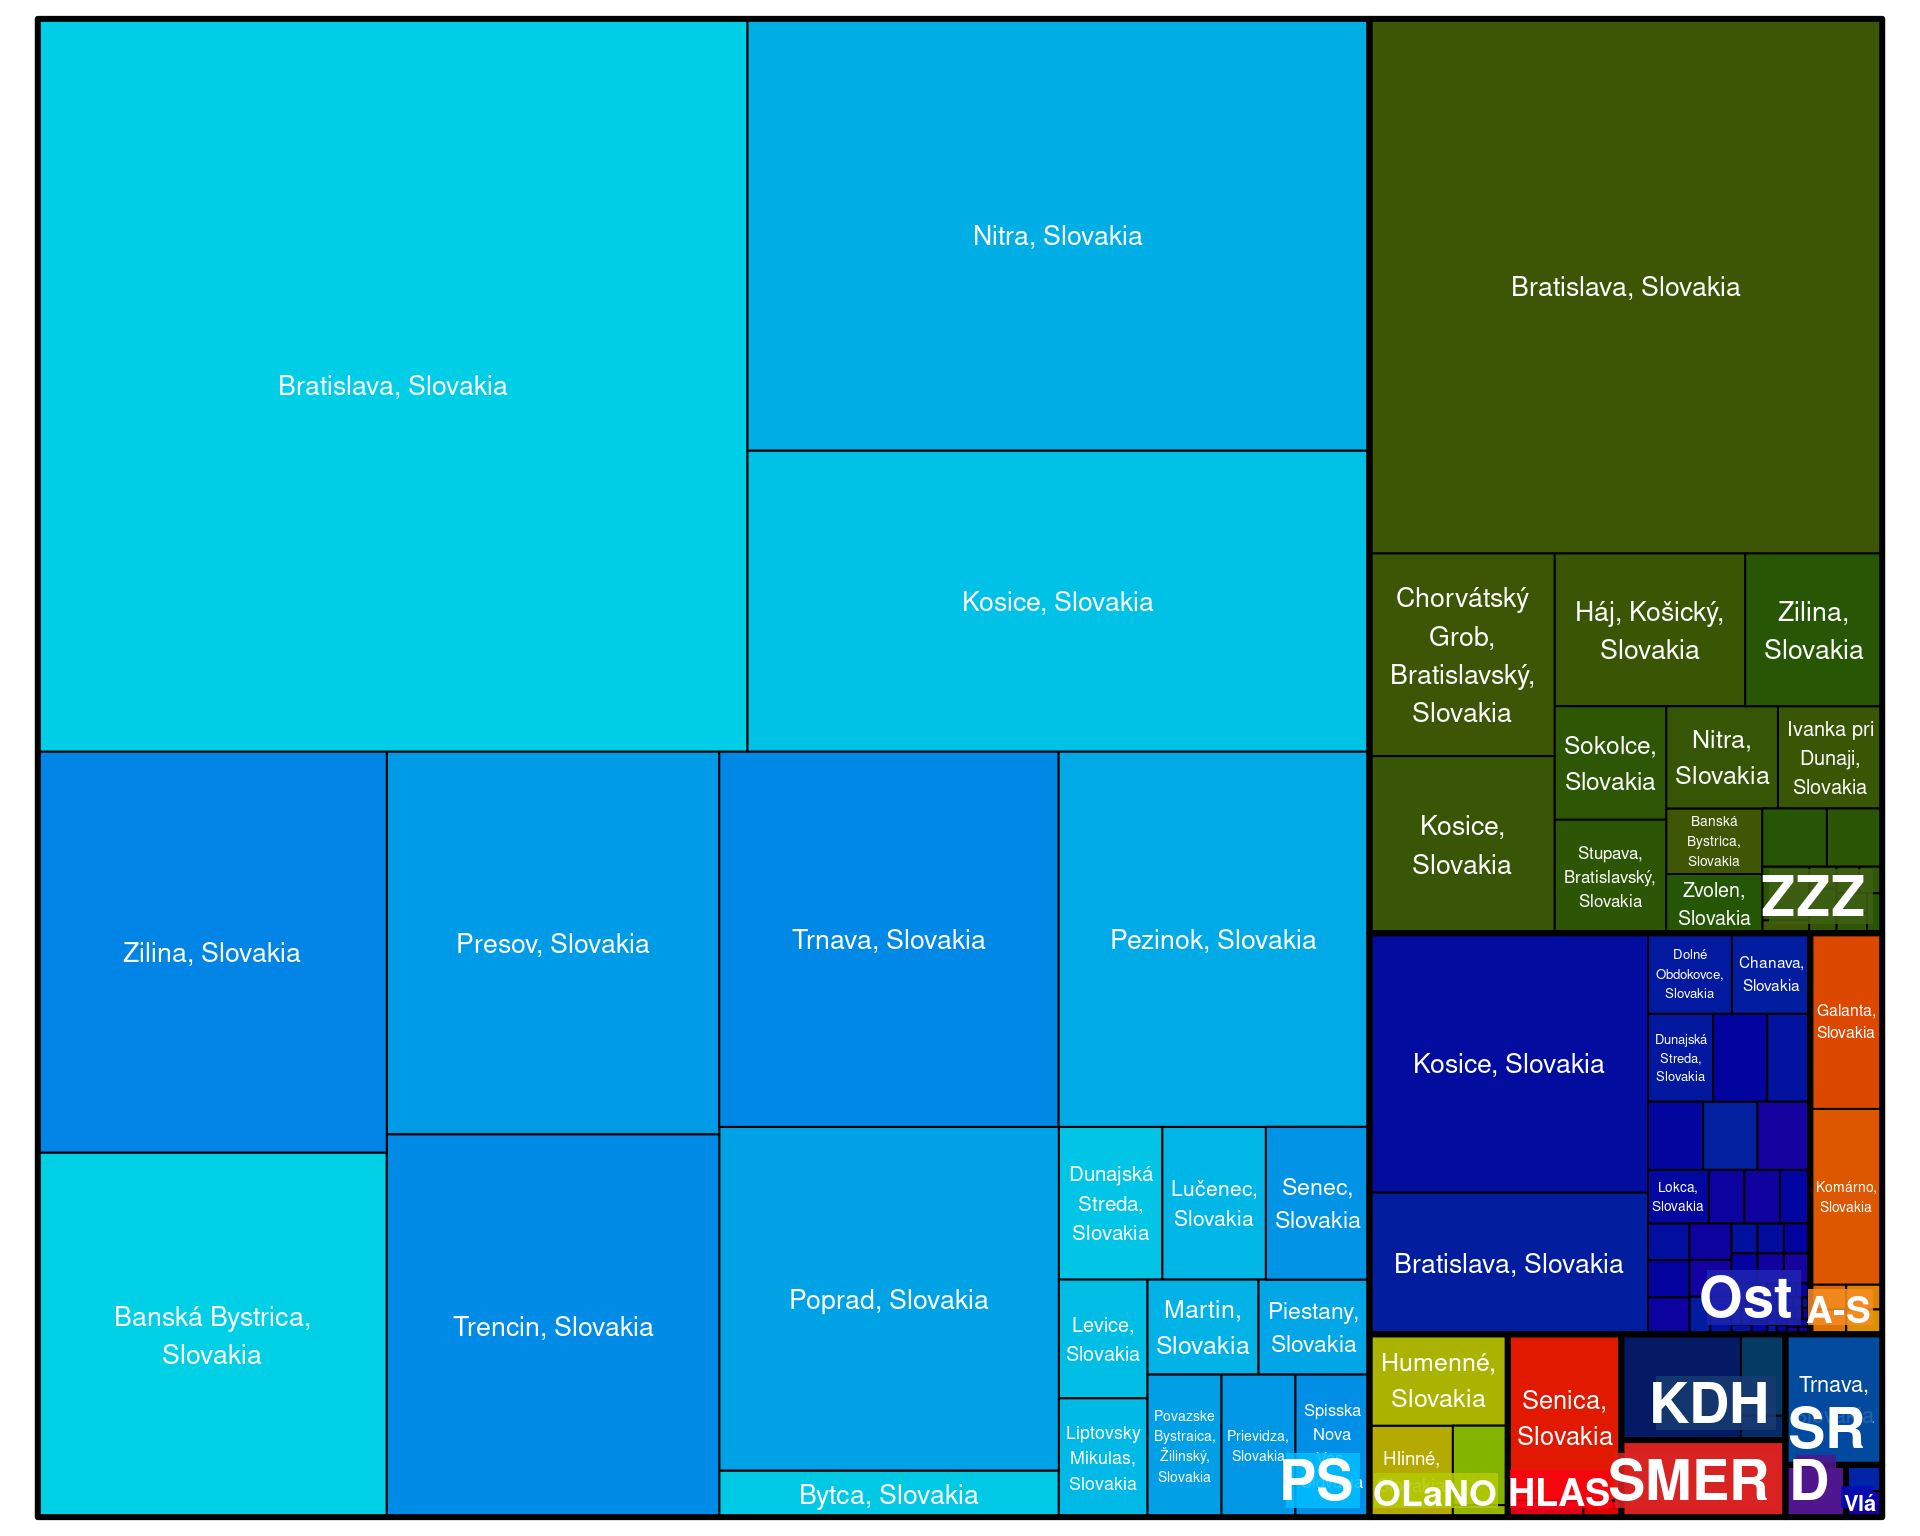 Bratislava, Slovakia
Nitra, Slovakia
Kosice, Slovakia
Zilina, Slovakia
Presov, Slovakia
Trnava, Slovakia
Pezinok, Slovakia
Banská Bystrica,
Slovakia
Trencin, Slovakia
Poprad, Slovakia
Bytca, Slovakia
Dunajská
Streda,
Slovakia
Lučenec,
Slovakia
Senec,
Slovakia
Levice,
Slovakia
Martin,
Slovakia
Piestany,
Slovakia
Liptovsky
Mikulas,
Slovakia
Povazske
Bystraica,
Žilinský,
Slovakia
Prievidza,
Slovakia
Spisska
Nova
PS
Bratislava, Slovakia
Chorvátský
Grob,
Bratislavský,
Slovakia
Háj, Košický,
Slovakia
Zilina,
Slovakia
Kosice,
Slovakia
Sokolce,
Slovakia
Nitra,
Slovakia
Ivanka pri
Dunaji,
Slovakia
Stupava,
Bratislavský,
Slovakia
Banská
Bystrica,
Slovakia
Zvolen,
Slovakia
ZZZ
Kosice, Slovakia
Bratislava, Slovakia
Dolné
Obdokovce,
Slovakia
Chanava,
Slovakia
Dunajská
Streda,
Slovakia
Lokca,
Slovakia
Ost
Galanta,
Slovakia
Komárno,
Slovakia
A-S
Humenné,
Slovakia
Hlinné,
OLaNO
Senica,
Slovakia
HLAS
KDH
SMER
Trnava,
SR
D
Vlá